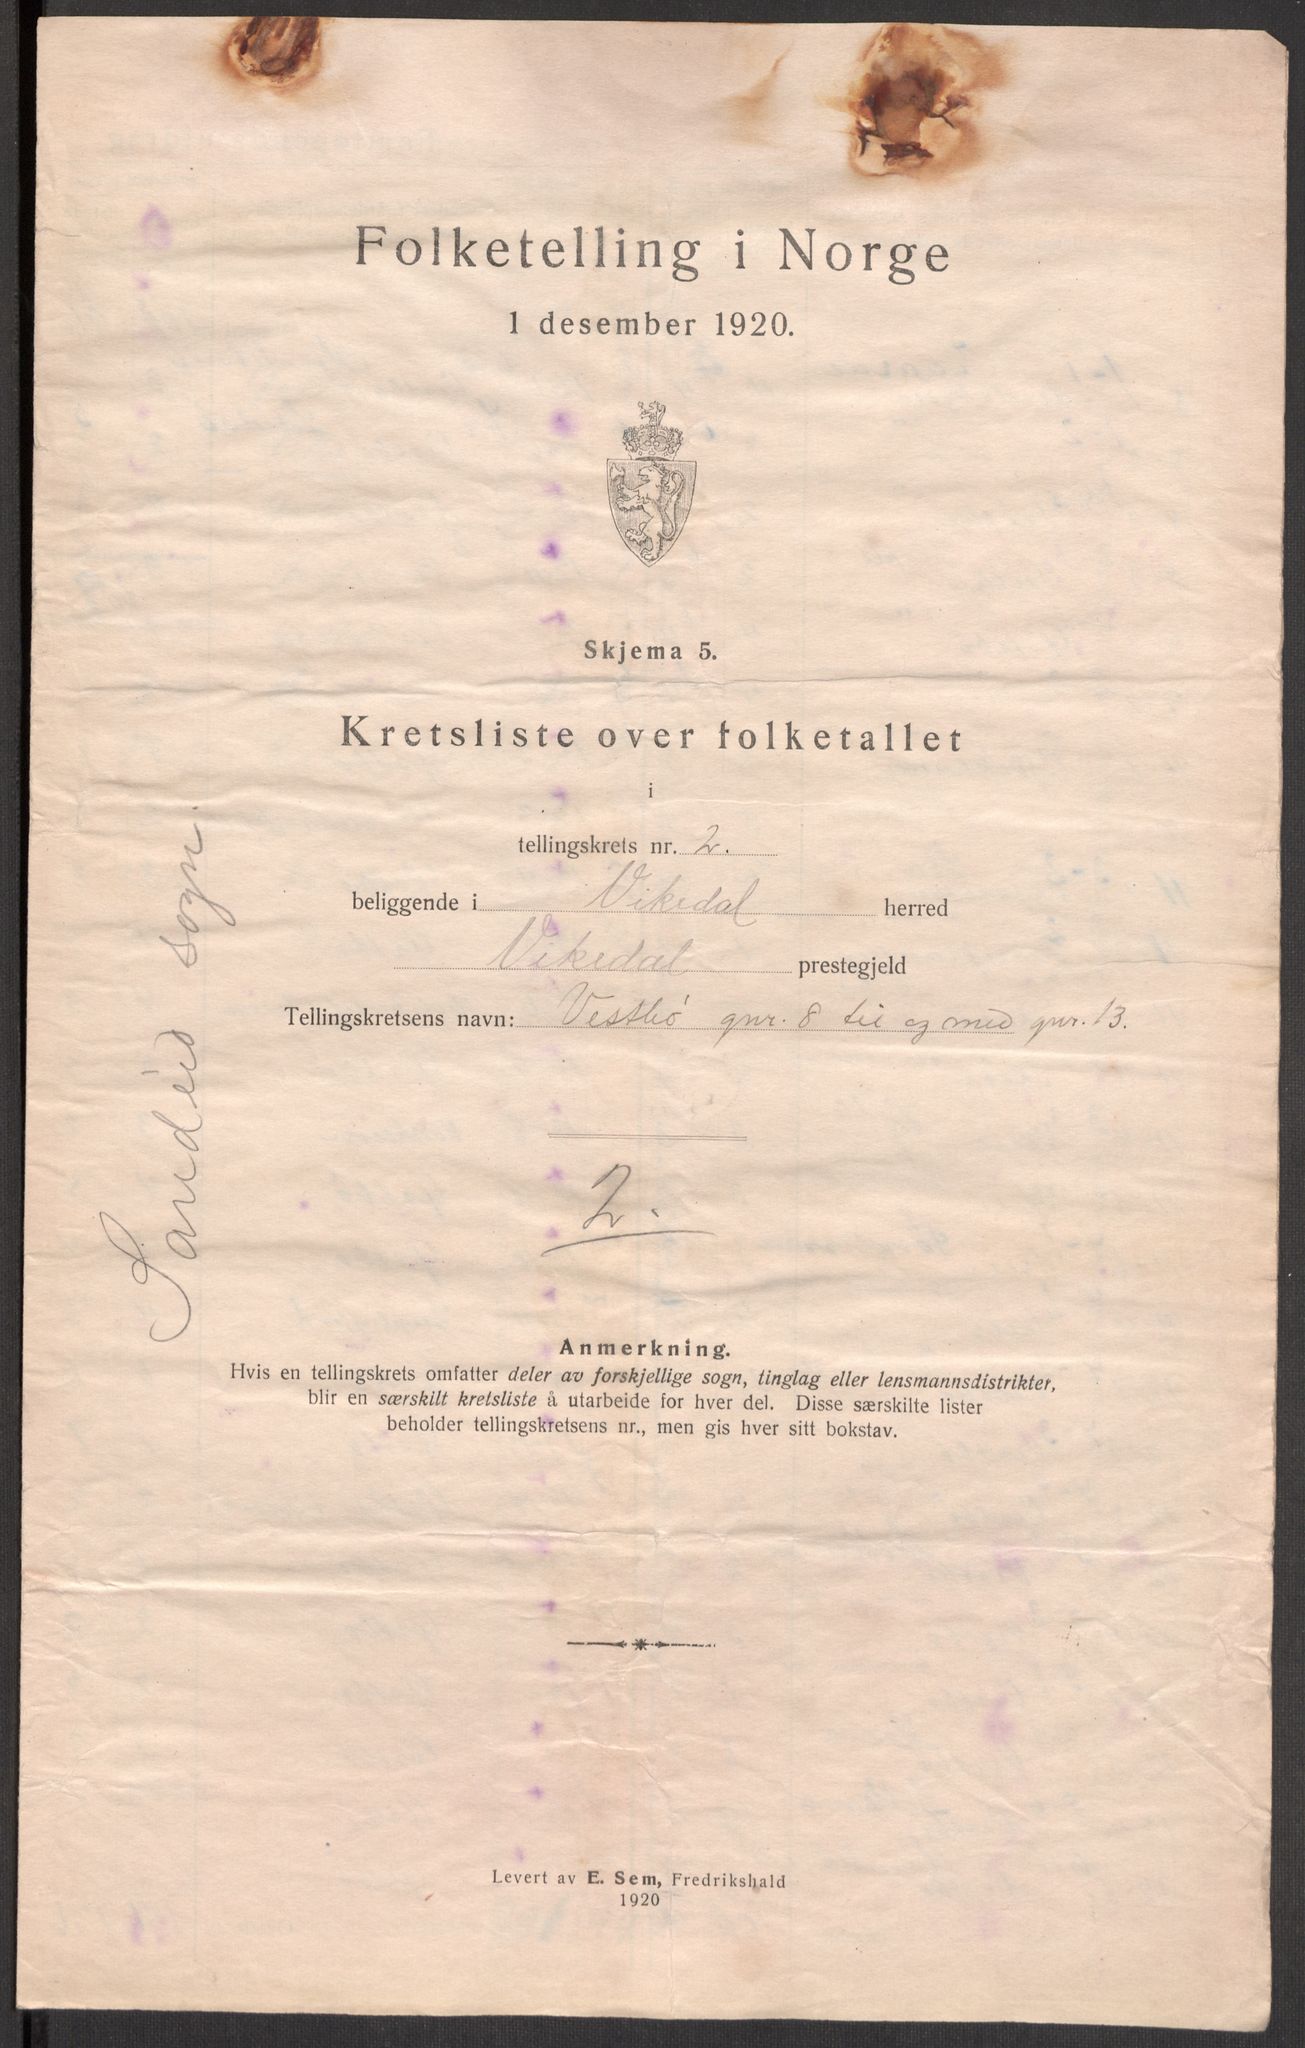 Folketelling i Norge
1 desember 1920.
Skjema 5.
Kretsliste over folketallet
i
tellingskrets nr. 2.
beliggende i Vikedal herred
Vikedal prestegjeld
Tellingskretsens navn: Vestbö gnr. 8 til og med gnr. 13.
2.
Sandeid sogn.
Anmerkning.
Hvis en tellingskrets omfatter deler av forskjellige sogn, tinglag eller lensmannsdistrikter,
blir en særskilt kretsliste å utarbeide for hver del. Disse særskilte lister
beholder tellingskretsens nr., men gis hver sitt bokstav.
Levert av E. Sem, Fredrikshald
1920